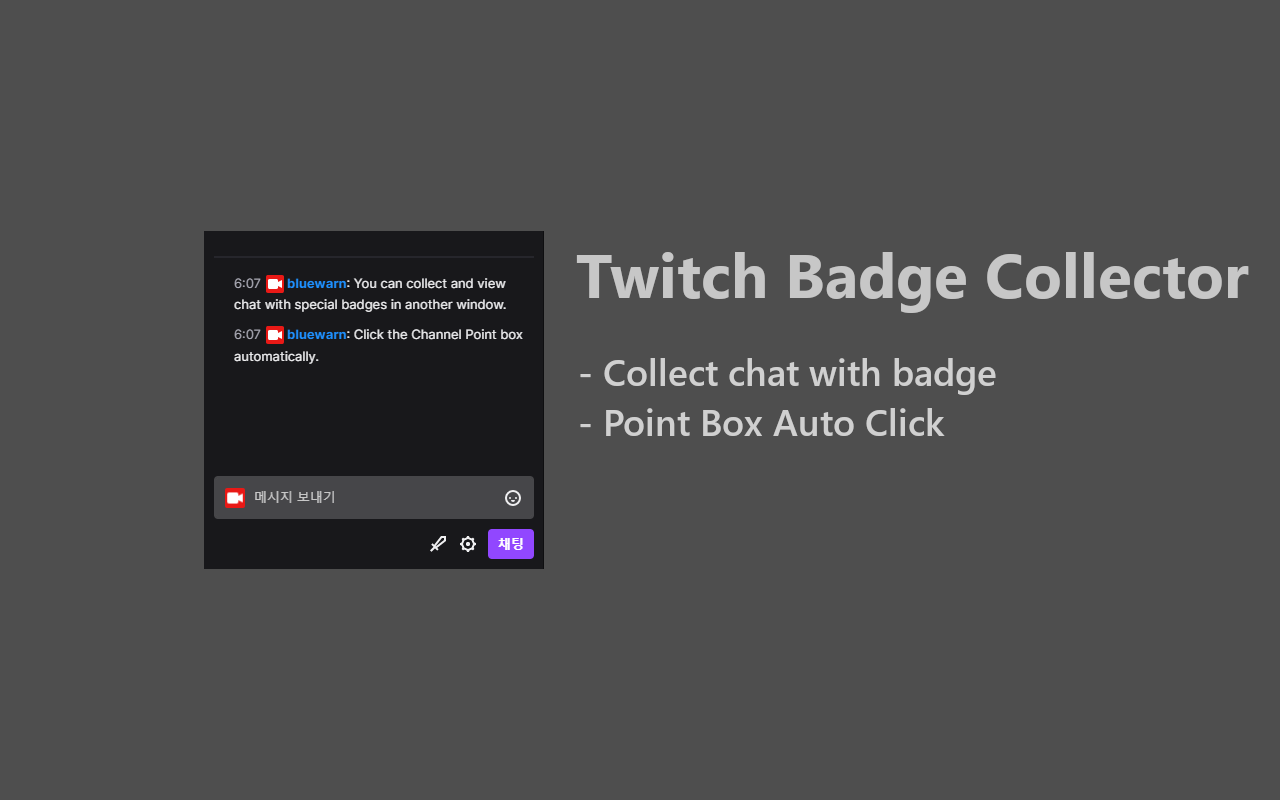 6:07 bluewarn: You can collect and view
chat with special badges in another window.
6:07 bluewarn: Click the Channel Point box
automatically.
메시지 보내기
채팅
Twitch Badge Collector
- Collect chat with badge
- Point Box Auto Click